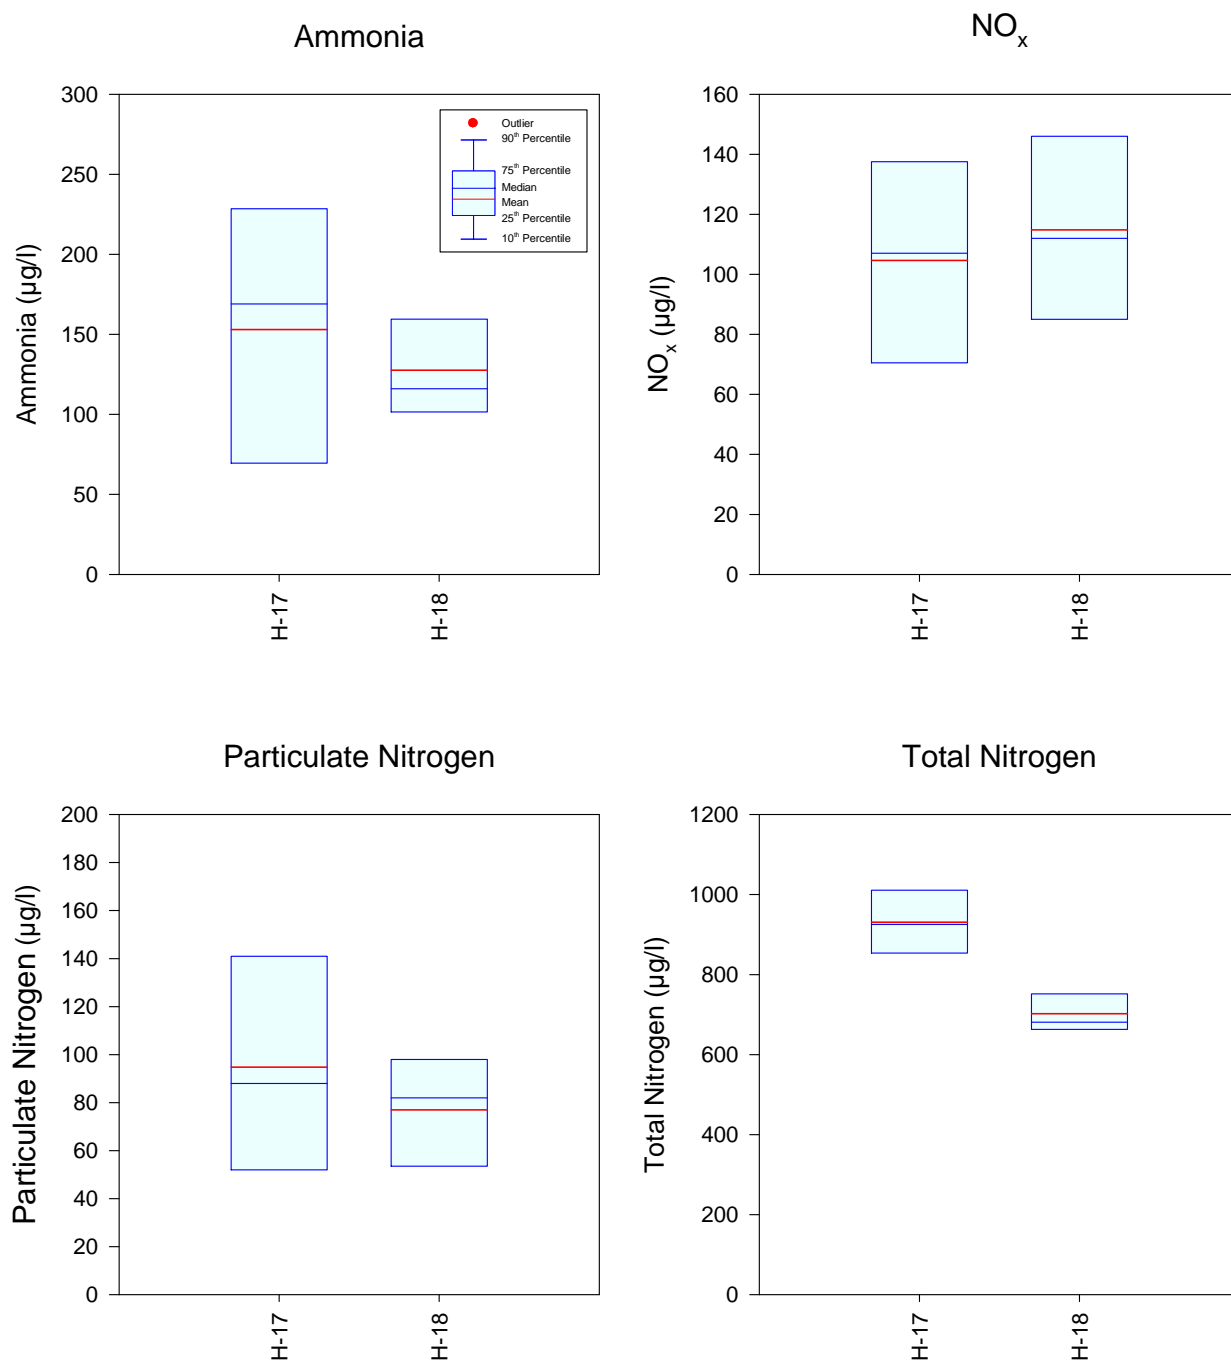 Ammonia
300
250
200
150
100
50
0
Ammonia (µg/l)
H-17
H-18
Outlier
90th Percentile
75th Percentile
Median
Mean
25th Percentile
10th Percentile
NOx
160
140
120
100
80
60
40
20
0
NOx (µg/l)
H-17
H-18
Particulate Nitrogen
200
180
160
140
120
100
80
60
40
20
0
Particulate Nitrogen (µg/l)
H-17
H-18
Total Nitrogen
1200
1000
800
600
400
200
0
Total Nitrogen (µg/l)
H-17
H-18